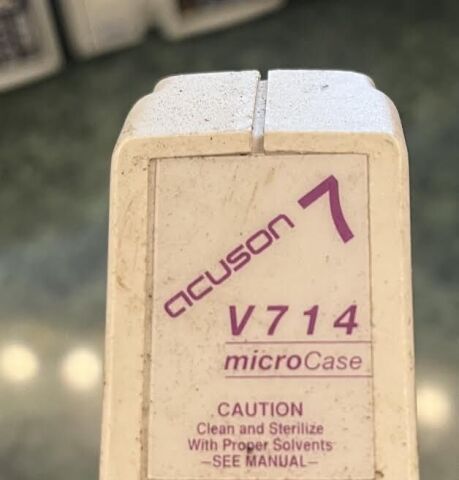 acuson 7
V714
microCase
CAUTION
Clean and Sterilize
With Proper Solvents
—SEE MANUAL—